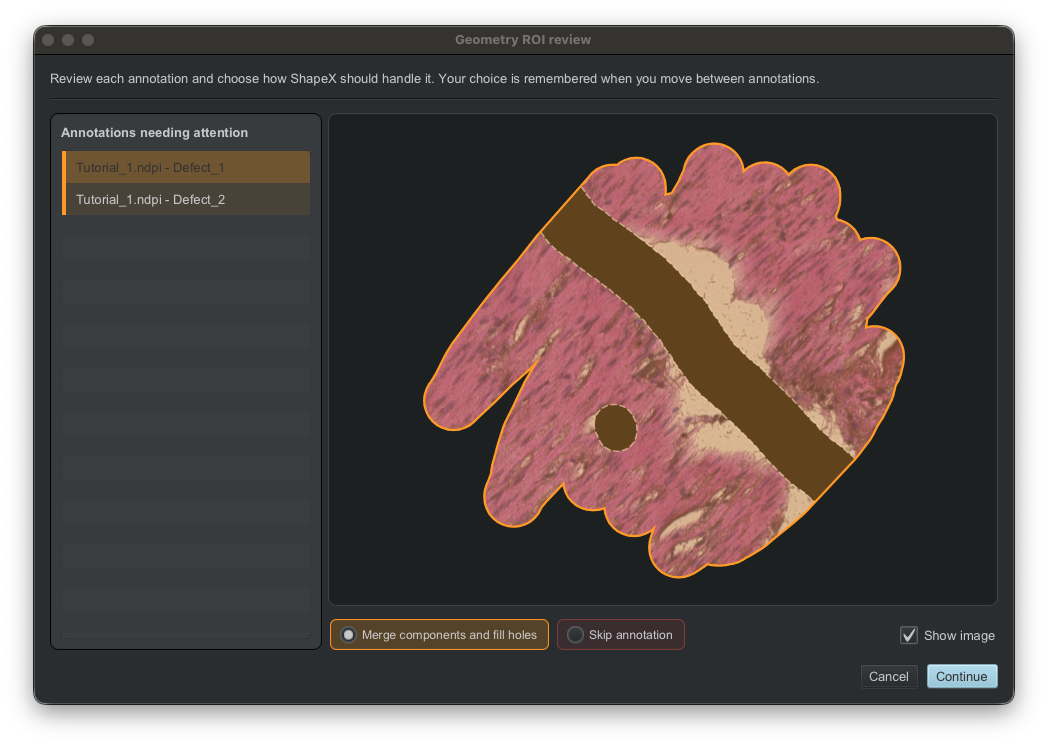 Geometry ROI review
Review each annotation and choose how ShapeX should handle it. Your choice is remembered when you move between annotations.
Annotations needing attention
Tutorial_1.ndpi - Defect_1
Tutorial_1.ndpi - Defect_2
Merge components and fill holes
Skip annotation
Show image
Cancel
Continue